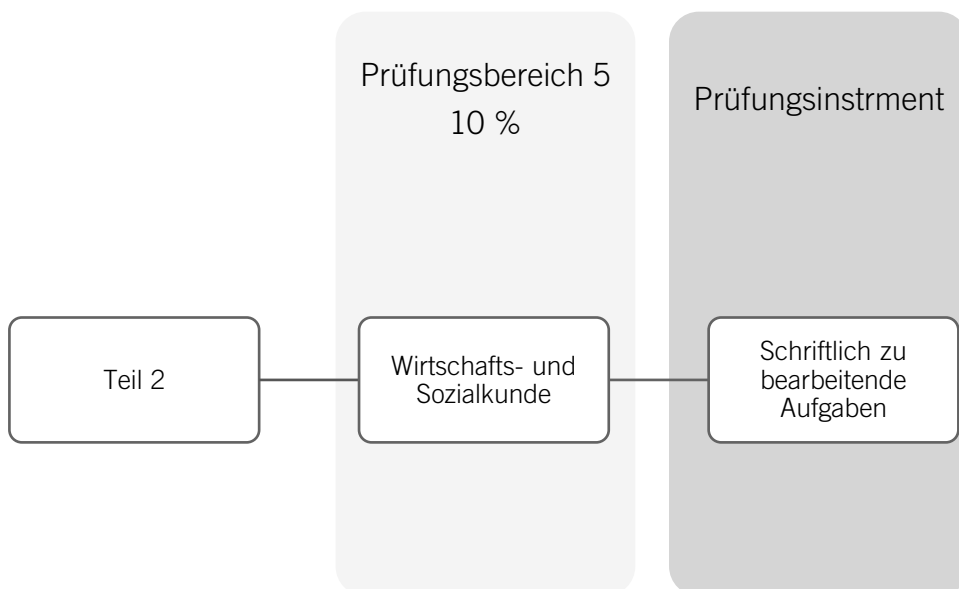 Prüfungsbereich 5
10 %
Prüfungsinstrment
Teil 2
Wirtschafts- und
Sozialkunde
Schriftlich zu
bearbeitende
Aufgaben